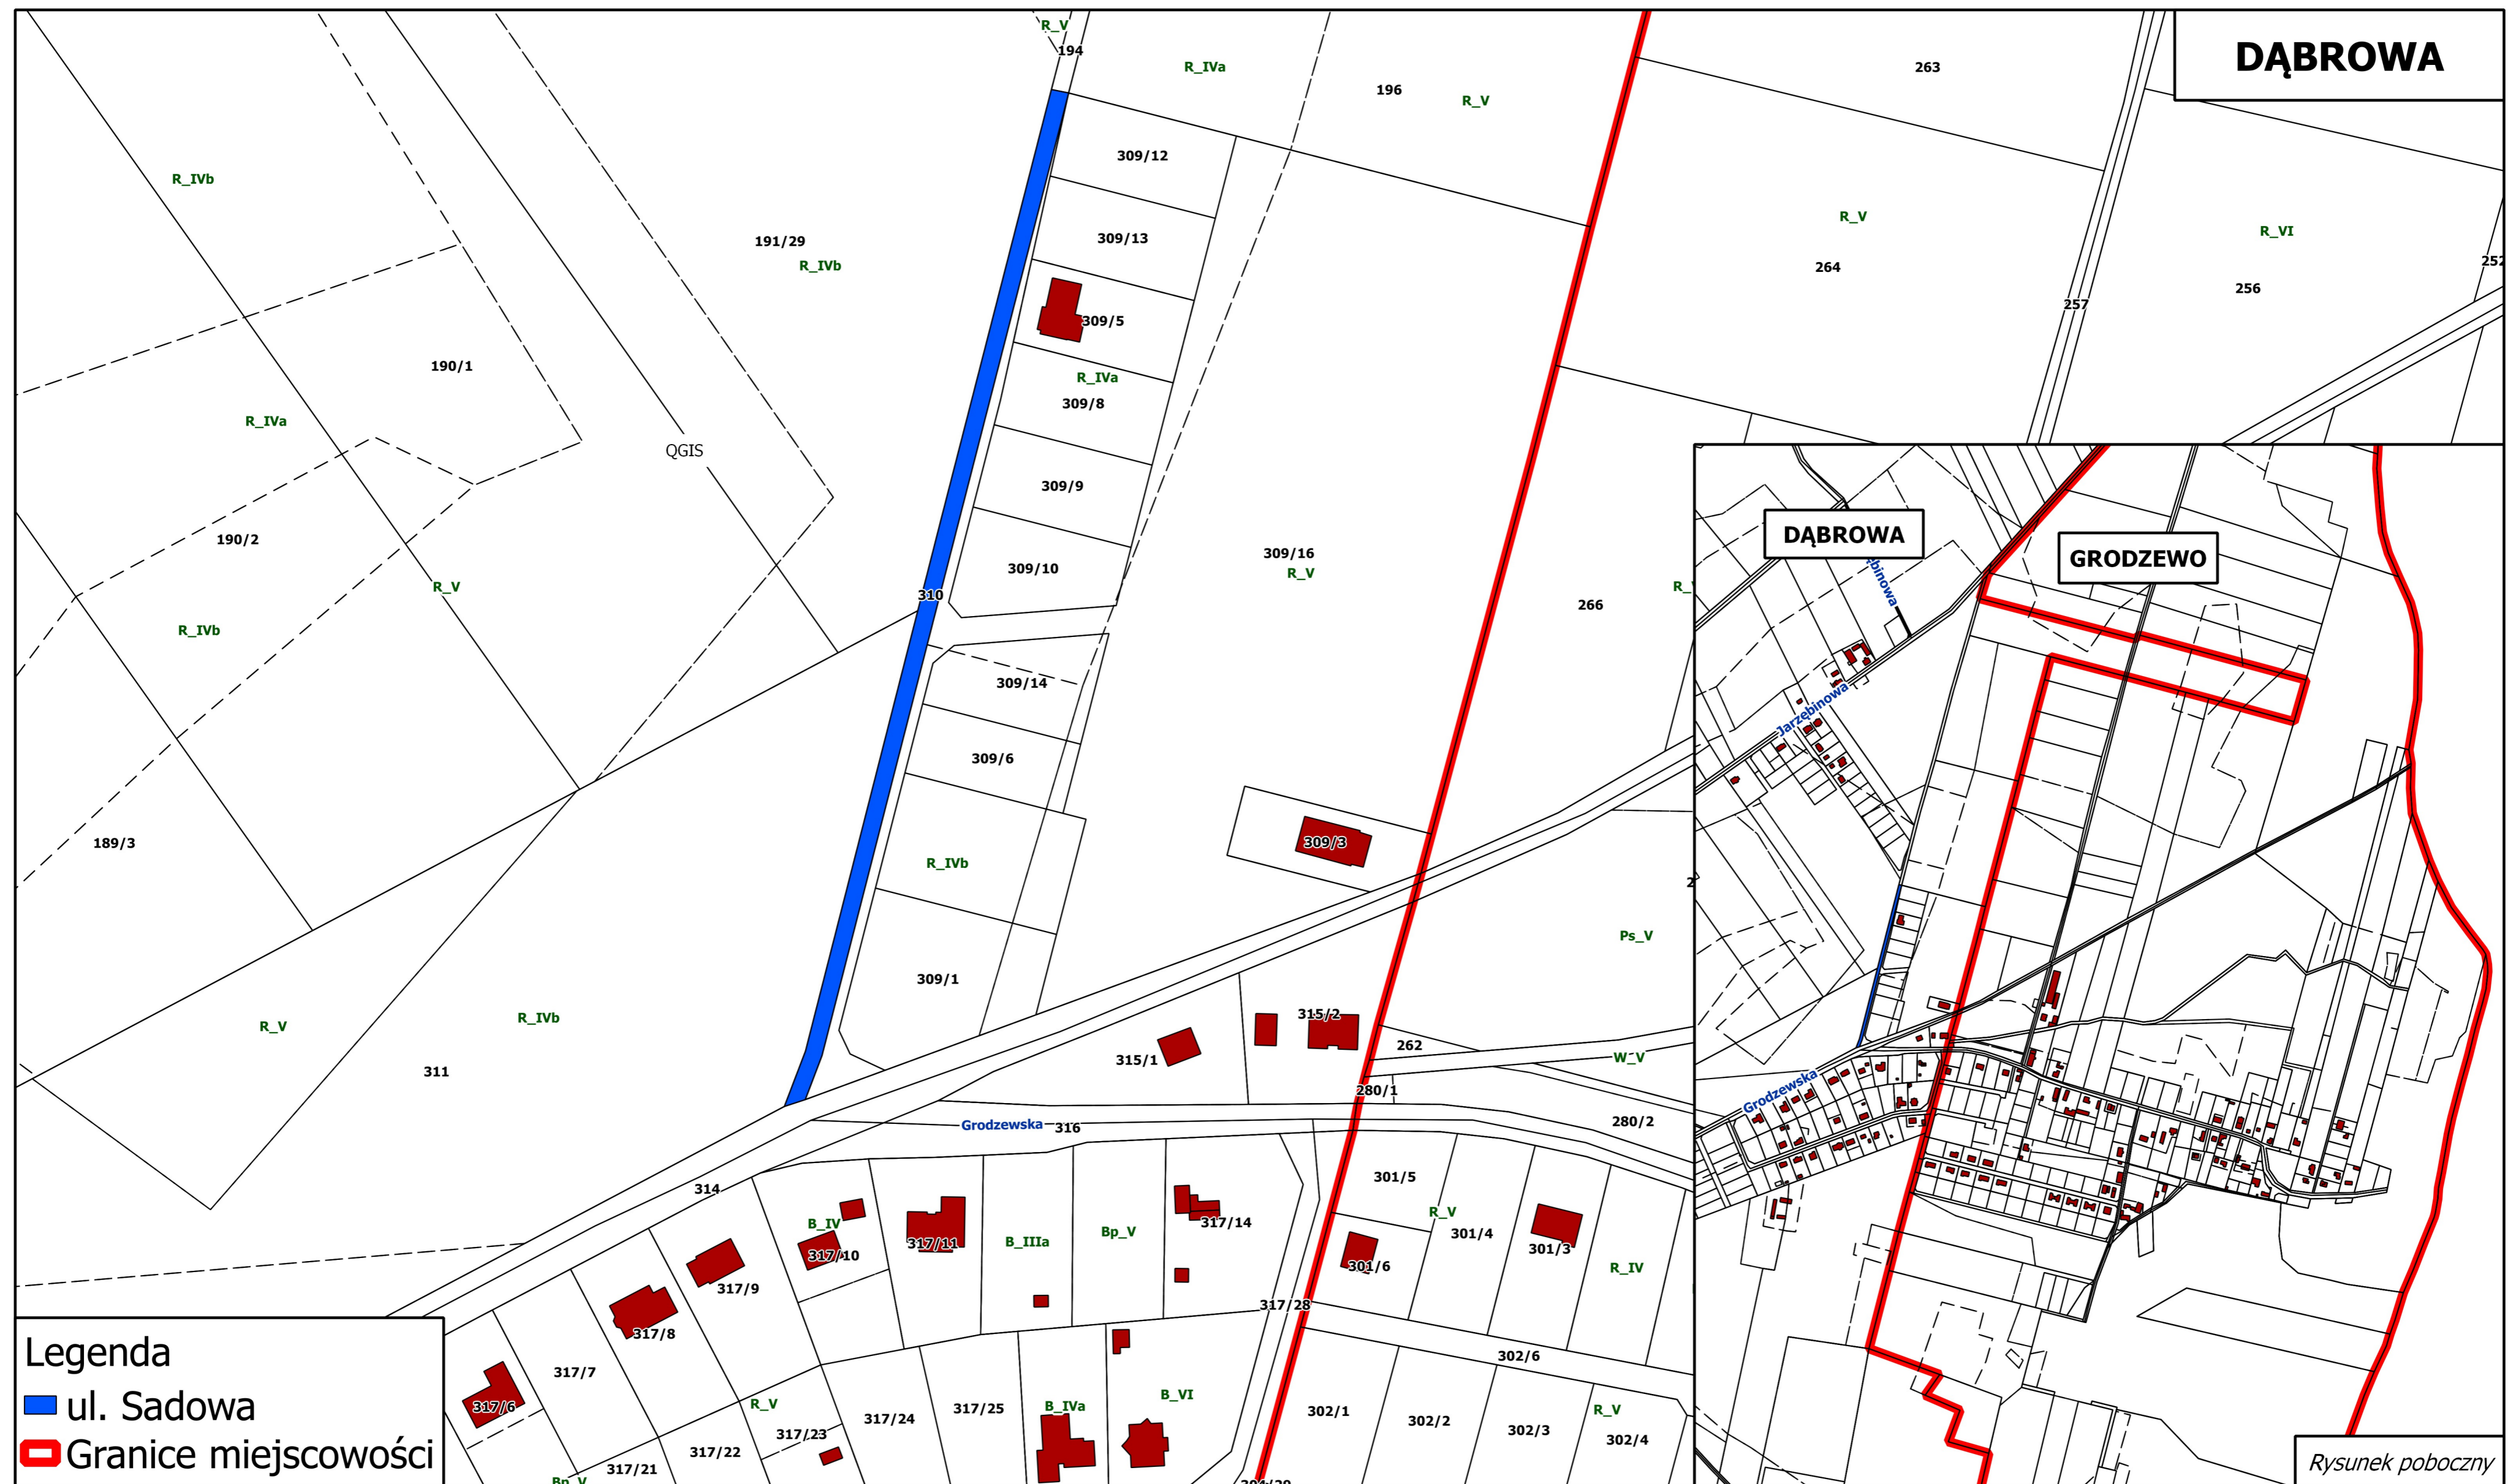 DĄBROWA
R_V
194
R_IVa
196
R_V
263
309/12
R_IVb
191/29
R_IVb
309/13
R_V
264
R_VI
256
252
257
309/5
190/1
R_IVa
R_IVa
309/8
QGIS
309/9
190/2
R_V
R_IVb
310
309/10
309/16
R_V
266
309/14
309/6
189/3
R_IVb
309/3
309/1
R_V
R_IVb
311
Ps_V
315/1
315/2
262
W_V
280/1
280/2
Grodzewska
316
314
B_IV
317/10
317/11
B_IIIa
Bp_V
317/14
301/5
R_V
301/4
301/6
301/3
R_IV
317/9
317/8
317/28
302/6
317/7
317/6
R_V
317/23
317/24
317/25
B_IVa
B_VI
302/1
302/2
302/3
R_V
302/4
317/22
317/21
Bp_V
DĄBROWA
GRODZEWO
Jarzębinowa
Grodzewska
Legenda
ul. Sadowa
Granice miejscowości
Rysunek poboczny